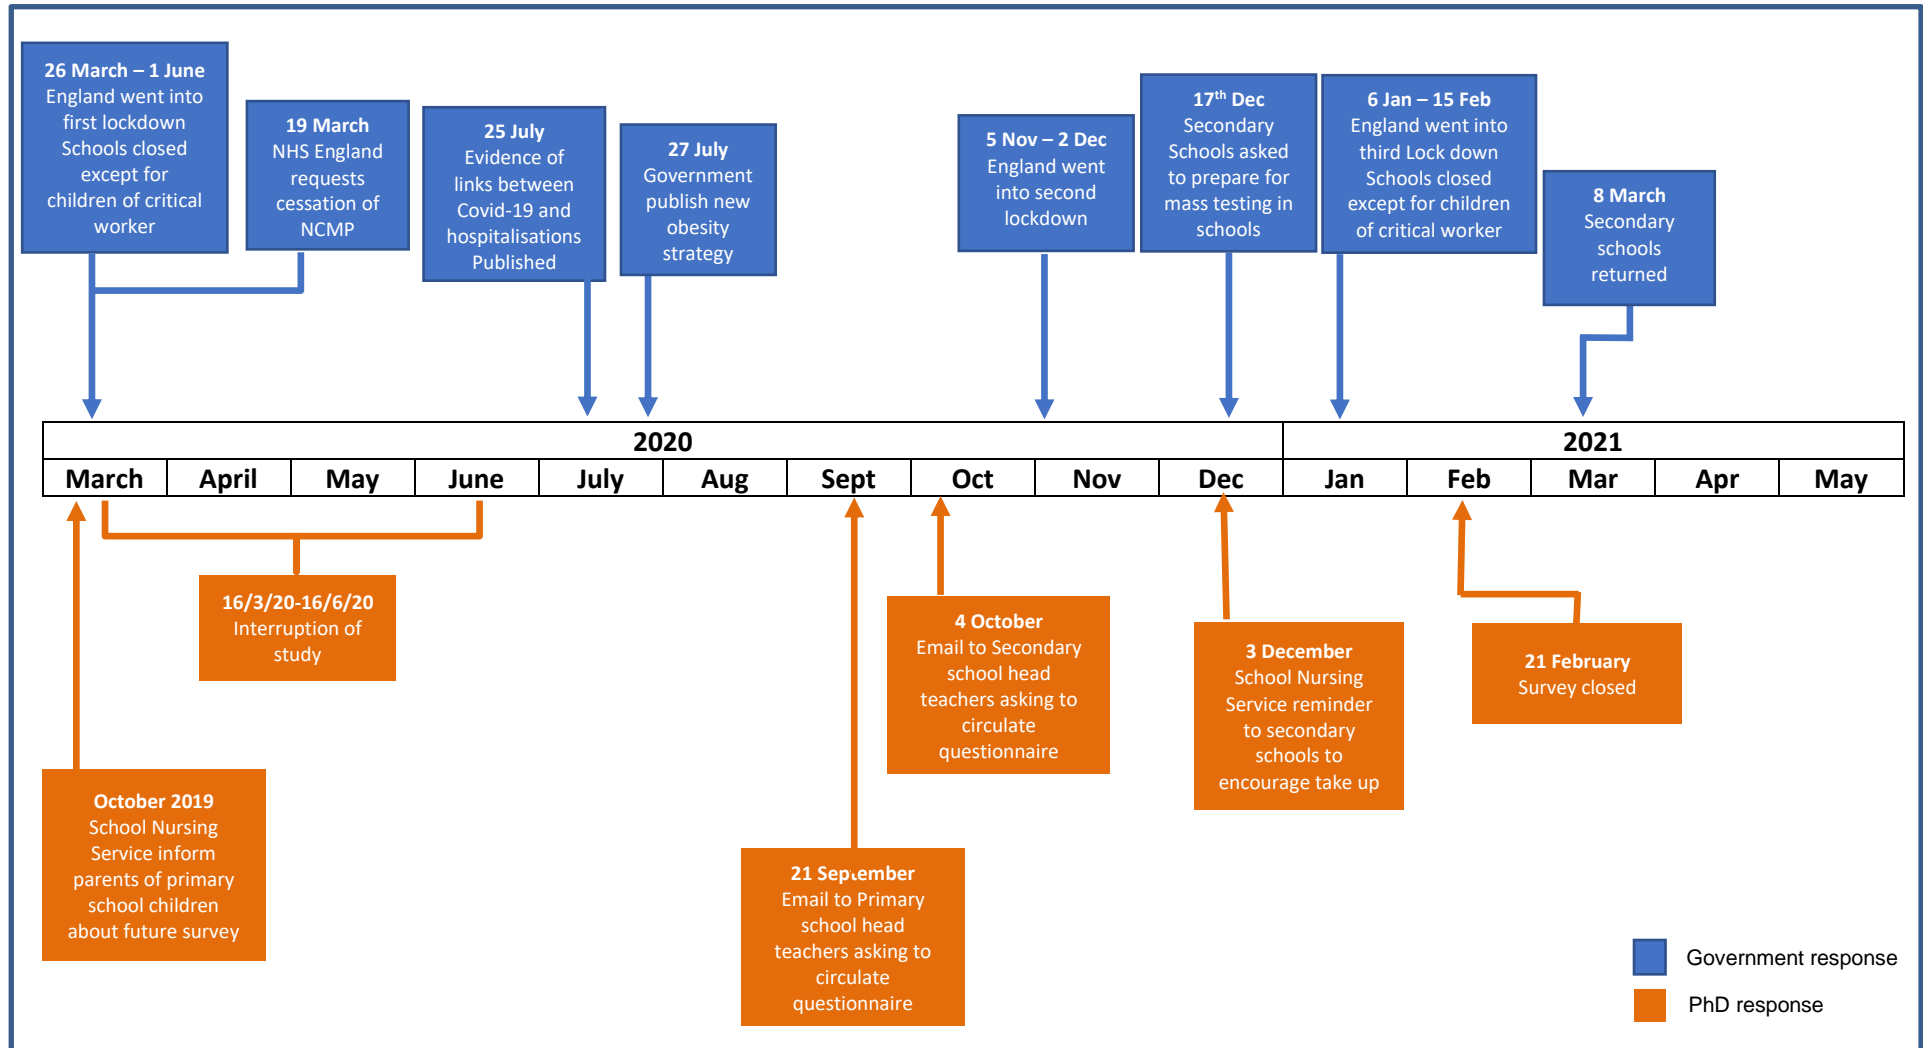 26 March – 1 June
England went into
first lockdown
Schools closed
except for
children of critical
worker
19 March
NHS England
requests
cessation of
NCMP
25 July
Evidence of
links between
Covid-19 and
hospitalisations
Published
27 July
Government
publish new
obesity
strategy
5 Nov – 2 Dec
England went
into second
lockdown
17th Dec
Secondary
Schools asked
to prepare for
mass testing in
schools
6 Jan – 15 Feb
England went into
third Lock down
Schools closed
except for children
of critical worker
8 March
Secondary
schools
returned
2020 2021
March April May June July Aug Sept Oct Nov Dec Jan Feb Mar Apr May
16/3/20-16/6/20
Interruption of
study
October 2019
School Nursing
Service inform
parents of primary
school children
about future survey
21 September
Email to Primary
school head
teachers asking to
circulate
questionnaire
4 October
Email to Secondary
school head
teachers asking to
circulate
questionnaire
3 December
School Nursing
Service reminder
to secondary
schools to
encourage take up
21 February
Survey closed
Government response
PhD response